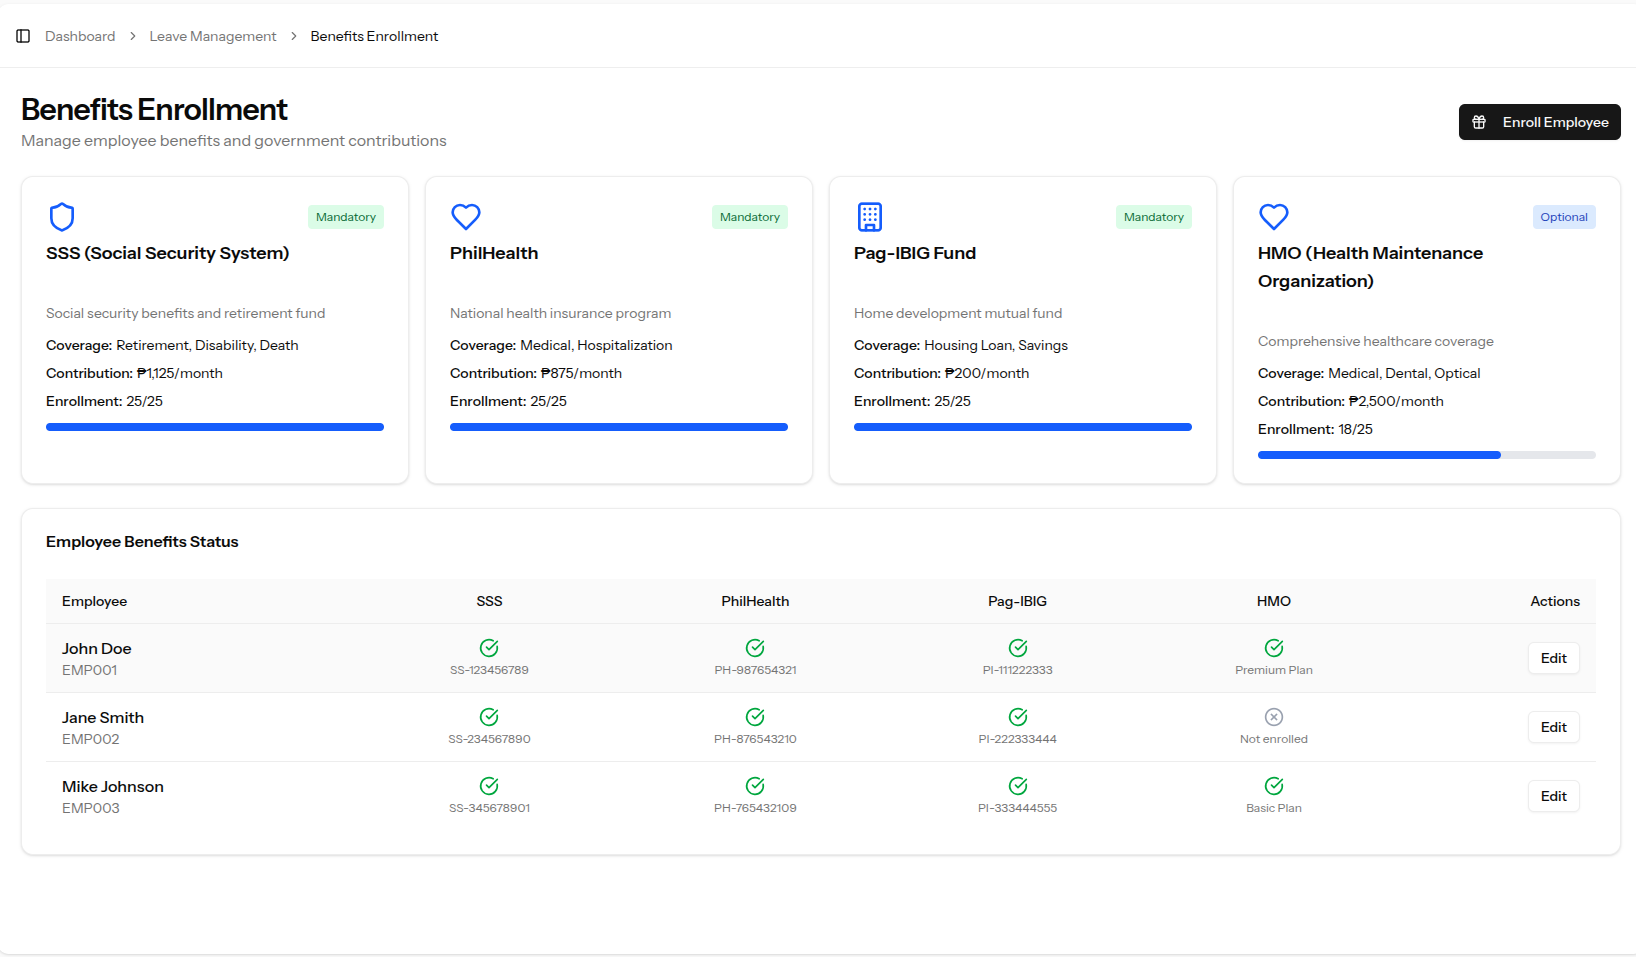 Dashboard > Leave Management > Benefits Enrollment
Benefits Enrollment
Manage employee benefits and government contributions
Enroll Employee
Mandatory
SSS (Social Security System)
Social security benefits and retirement fund
Coverage: Retirement, Disability, Death
Contribution: ₱1,125/month
Enrollment: 25/25
Mandatory
PhilHealth
National health insurance program
Coverage: Medical, Hospitalization
Contribution: ₱875/month
Enrollment: 25/25
Mandatory
Pag-IBIG Fund
Home development mutual fund
Coverage: Housing Loan, Savings
Contribution: ₱200/month
Enrollment: 25/25
Optional
HMO (Health Maintenance
Organization)
Comprehensive healthcare coverage
Coverage: Medical, Dental, Optical
Contribution: ₱2,500/month
Enrollment: 18/25
Employee Benefits Status
Employee SSS PhilHealth Pag-IBIG HMO Actions
John Doe
EMP001 SS-123456789 PH-987654321 PI-111222333 Premium Plan Edit
Jane Smith
EMP002 SS-234567890 PH-876543210 PI-222333444 Not enrolled Edit
Mike Johnson
EMP003 SS-345678901 PH-765432109 PI-333444555 Basic Plan Edit